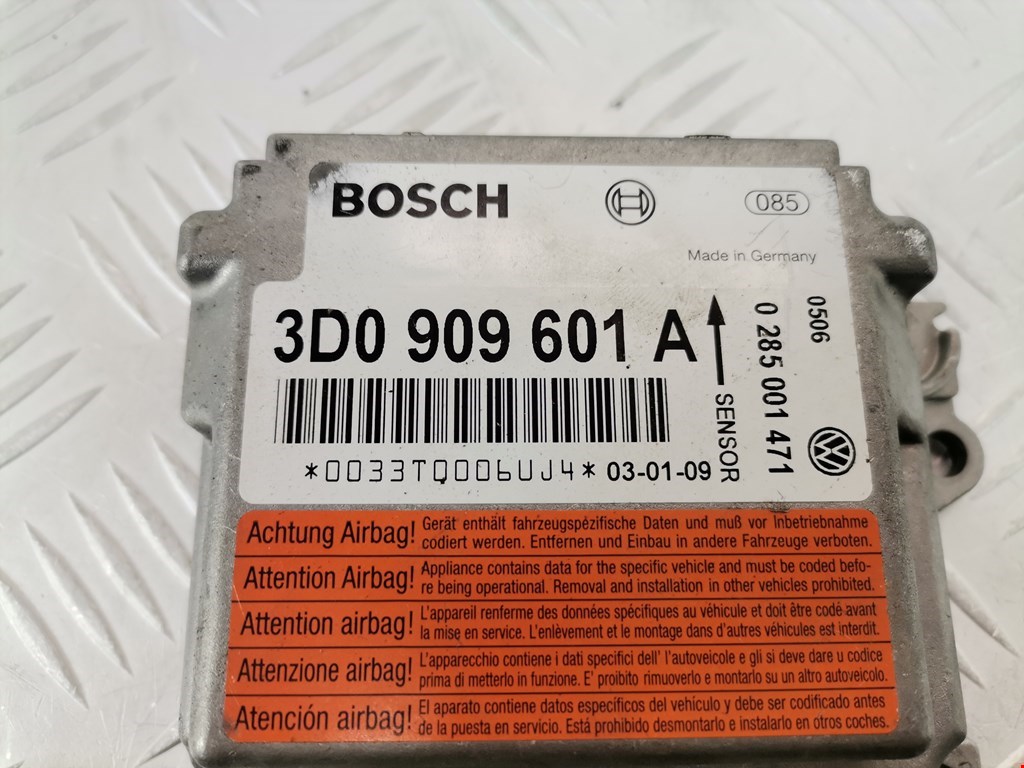 BOSCH
085
Made in Germany
3D0 909 601 A
SENSOR
0 285 001 471
0506
*0033TQ006UJ4* 03-01-09
Achtung Airbag! Gerät enthält fahrzeugspézifische Daten und muß vor Inbetriebnahme
codiert werden. Entfernen und Einbau in andere Fahrzeuge verboten.
Attention Airbag! Appliance contains data for the specific vehicle and must be coded befo-
re being operational. Removal and installation in other vehicles prohibited.
Attention airbag! L'appareil renferme des données spécifiques au véhicule et doit être codé avant
la mise en service. L'enlèvement et le montage dans d'autres véhicules est interdit.
Attenzione airbag! L'apparecchio contiene i dati specifici dell' l'autoveicole e gli si deve dare u codice
prima di metterlo in funzione. E' proibito rimuoverlo e montarlo su un altro autoveicolo.
Atención airbag! El aparato contiene datos específicos del vehículo y debe ser codificado antes
de la puesta en servicio. Está prohibido desmontarlo e instalarlo en otros coches.